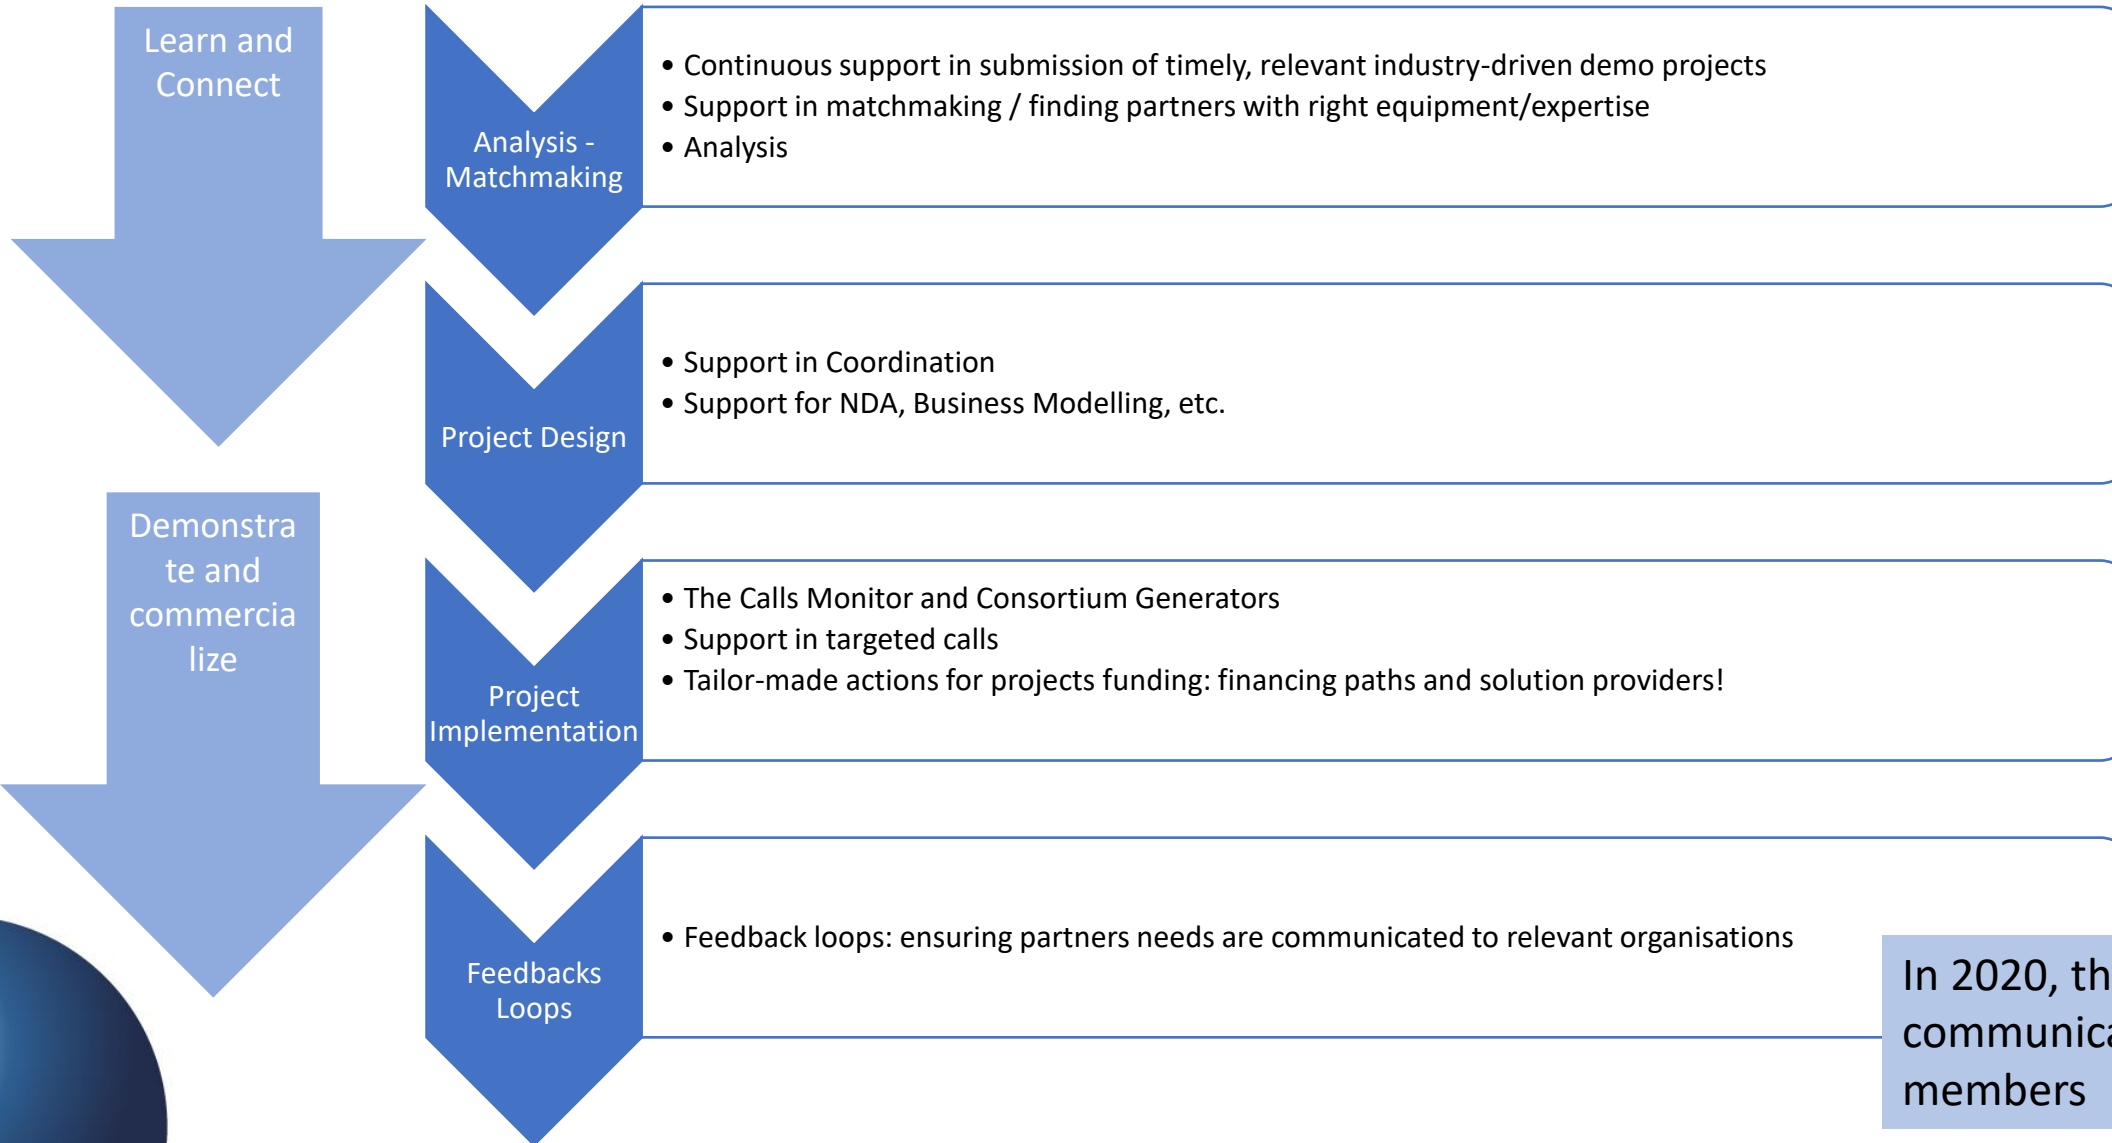 Learn and
Connect
Analysis -
Matchmaking
• Continuous support in submission of timely, relevant industry-driven demo projects
• Support in matchmaking / finding partners with right equipment/expertise
• Analysis
Project Design
• Support in Coordination
• Support for NDA, Business Modelling, etc.
Demonstra
te and
commercia
lize
Project
Implementation
• The Calls Monitor and Consortium Generators
• Support in targeted calls
• Tailor-made actions for projects funding: financing paths and solution providers!
Feedbacks
Loops
• Feedback loops: ensuring partners needs are communicated to relevant organisations
In 2020,
members